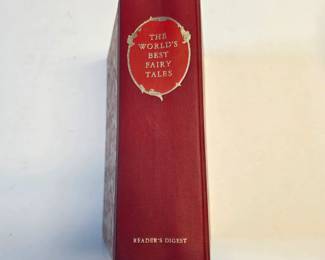 THE
WORLD'S
BEST
FAIRY
TALES
READER'S DIGEST